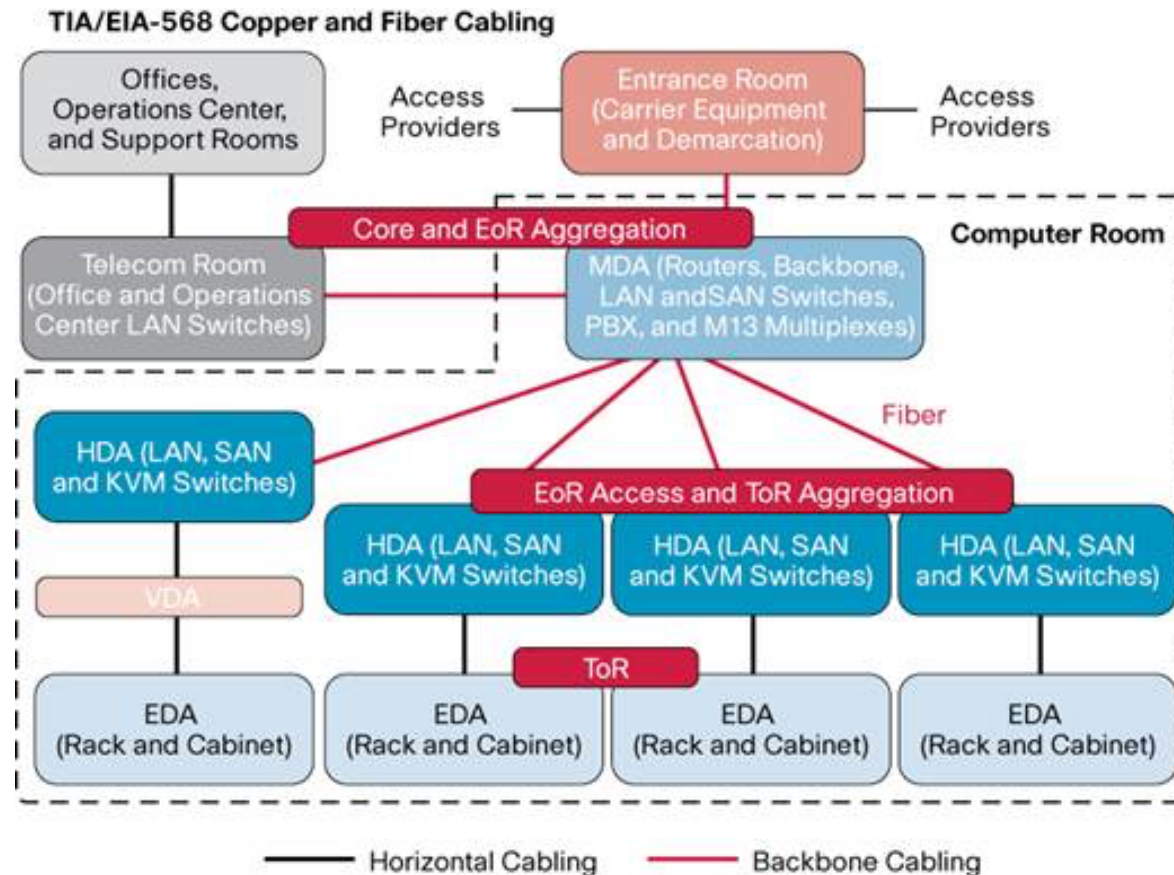 TIA/EIA-568 Copper and Fiber Cabling
Offices,
Operations Center,
and Support Rooms
Access
Providers
Entrance Room
(Carrier Equipment
and Demarcation)
Access
Providers
Core and EoR Aggregation
Computer Room
Telecom Room
(Office and Operations
Center LAN Switches)
MDA (Routers, Backbone,
LAN andSAN Switches,
PBX, and M13 Multiplexes)
Fiber
HDA (LAN, SAN
and KVM Switches)
EoR Access and ToR Aggregation
HDA (LAN, SAN
and KVM Switches)
HDA (LAN, SAN
and KVM Switches)
HDA (LAN, SAN
and KVM Switches)
VDA
ToR
EDA
(Rack and Cabinet)
EDA
(Rack and Cabinet)
EDA
(Rack and Cabinet)
EDA
(Rack and Cabinet)
Horizontal Cabling
Backbone Cabling